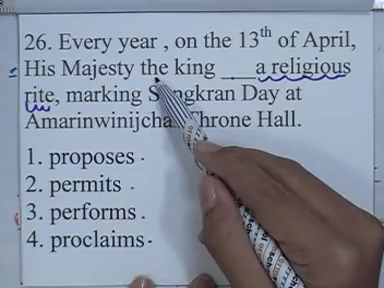 26. Every year , on the 13th of April,
His Majesty the king ___a religious
rite, marking Songkran Day at
Amarinwinijchai Throne Hall.
1. proposes .
2. permits .
3. performs .
4. proclaims.